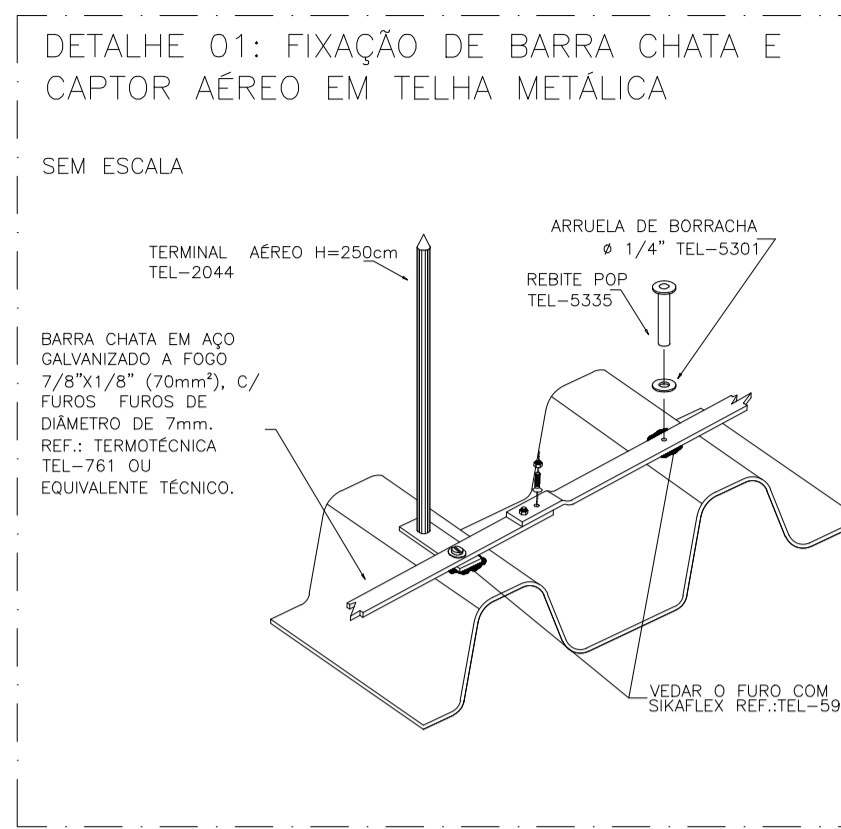 DETALHE 01: FIXAÇÃO DE BARRA CHATA E
CAPTOR AÉREO EM TELHA METÁLICA
SEM ESCALA
TERMINAL AÉREO H=250cm
TEL-2044
ARRUELA DE BORRACHA
ø 1/4" TEL-5301
REBITE POP
TEL-5335
BARRA CHATA EM AÇO
GALVANIZADO A FOGO
7/8"X1/8" (70mm²), C/
FUROS FUROS DE
DIÂMETRO DE 7mm.
REF.: TERMOTÉCNICA
TEL-761 OU
EQUIVALENTE TÉCNICO.
VEDAR O FURO COM
SIKAFLEX REF.:TEL-59